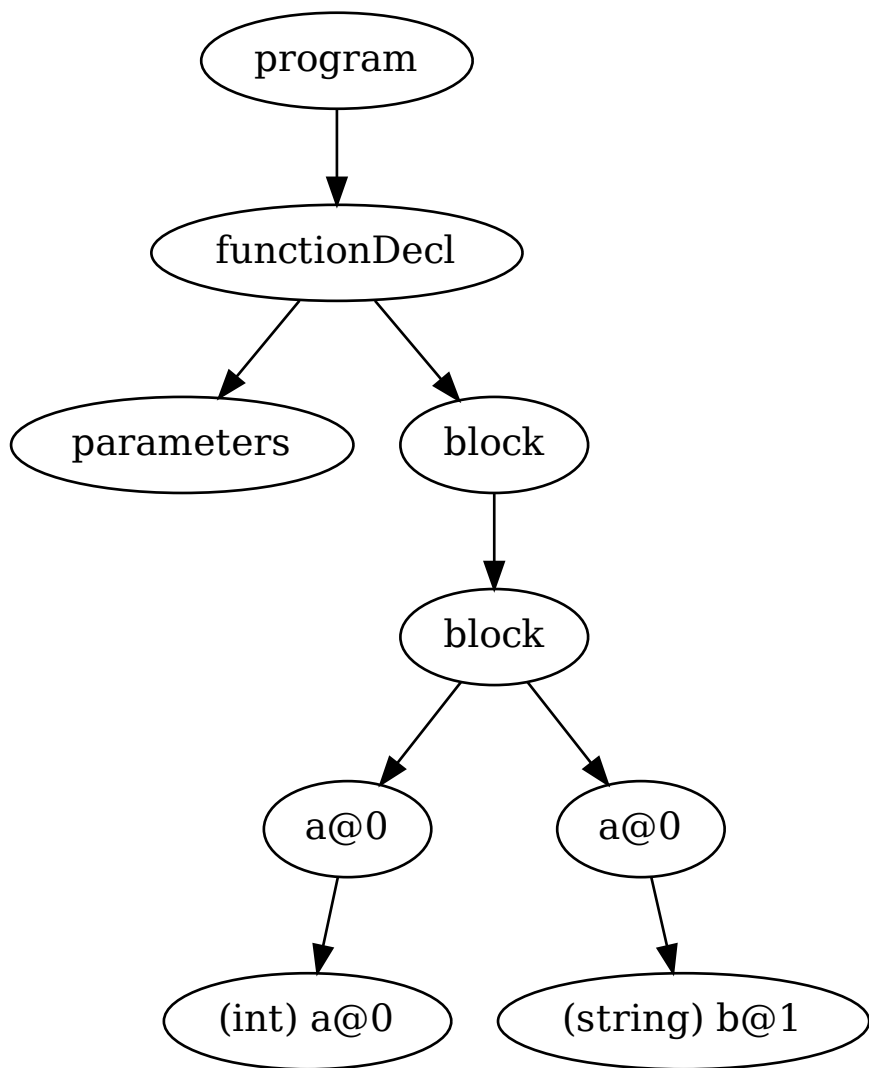 program
functionDecl
parameters
block
block
a@0
a@0
(int) a@0
(string) b@1